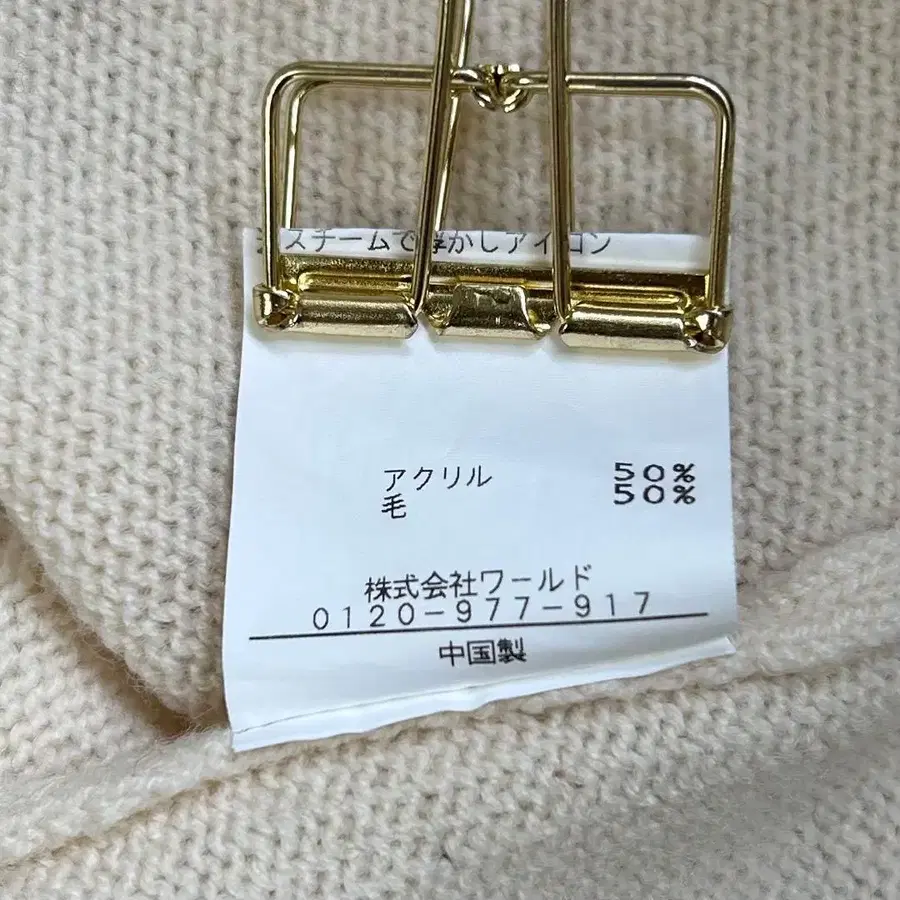 スチームで浮かしアイロン
アクリル 50%
毛 50%
株式会社ワールド
0120-977-917
中国製